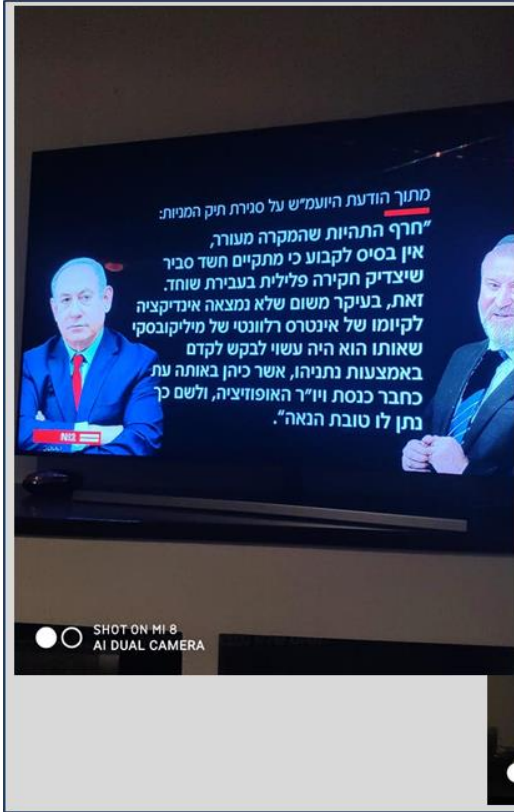 מתוך הודעת היועמ״ש על סגירת תיק המניות:
״חרף התהיות שהמקרה מעורר,
אין בסיס לקבוע כי מתקיים חשד סביר
שיצדיק חקירה פלילית בעבירת שוחד.
זאת, בעיקר משום שלא נמצאה אינדיקציה
לקיומו של אינטרס רלוונטי של מיליקובסקי
שאותו הוא היה עשוי לבקש לקדם
באמצעות נתניהו, אשר כיהן באותה עת
כחבר כנסת ויו״ר האופוזיציה, ולשם כך
נתן לו טובת הנאה״.
N12
SHOT ON MI 8
AI DUAL CAMERA